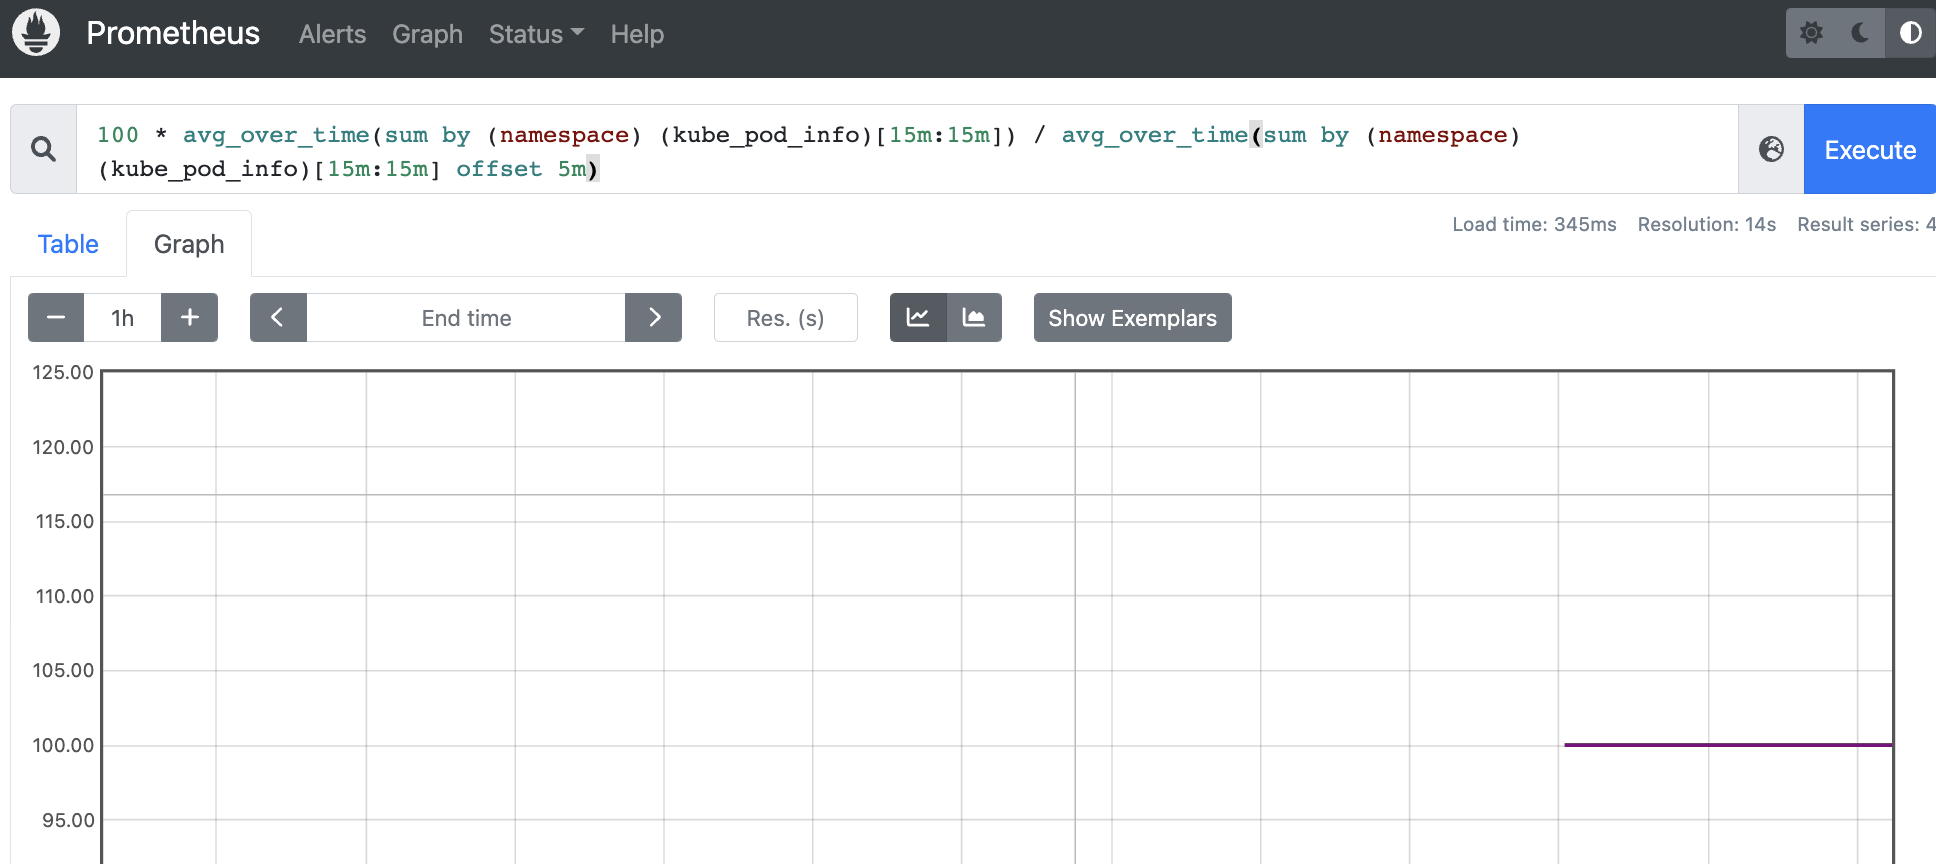 Prometheus Alerts Graph Status Help
100 * avg_over_time(sum by (namespace) (kube_pod_info)[15m:15m]) / avg_over_time(sum by (namespace)
(kube_pod_info)[15m:15m] offset 5m)
Execute
Load time: 345ms Resolution: 14s Result series: 4
Table Graph
− 1h + < End time > Res. (s) Show Exemplars
125.00
120.00
115.00
110.00
105.00
100.00
95.00